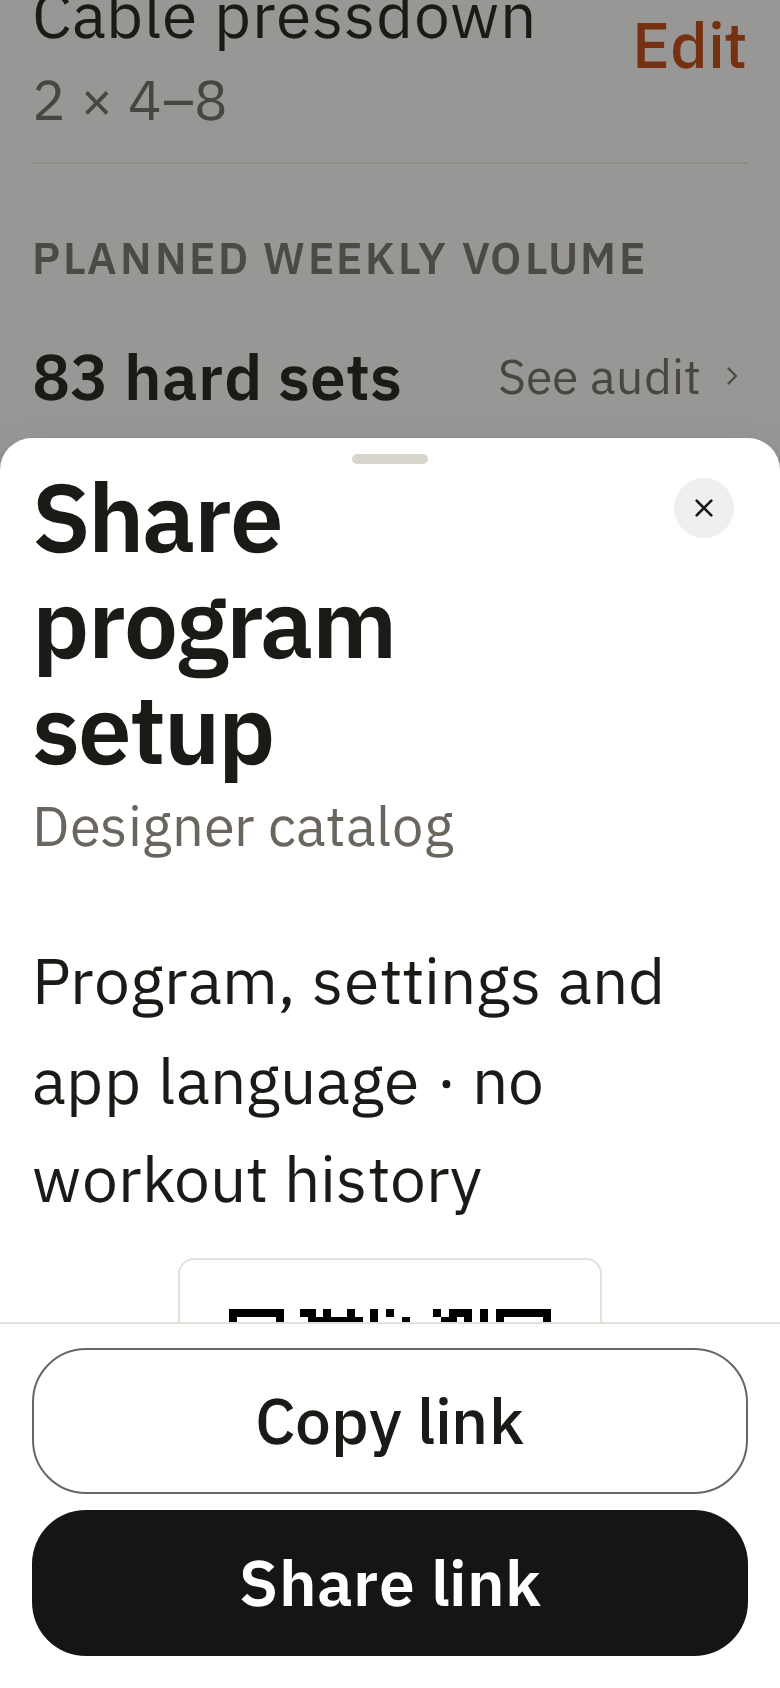 Cable pressdown
Edit
2 × 4–8
PLANNED WEEKLY VOLUME
83 hard sets
See audit
Share
program
setup
Designer catalog
Program, settings and
app language · no
workout history
Copy link
Share link